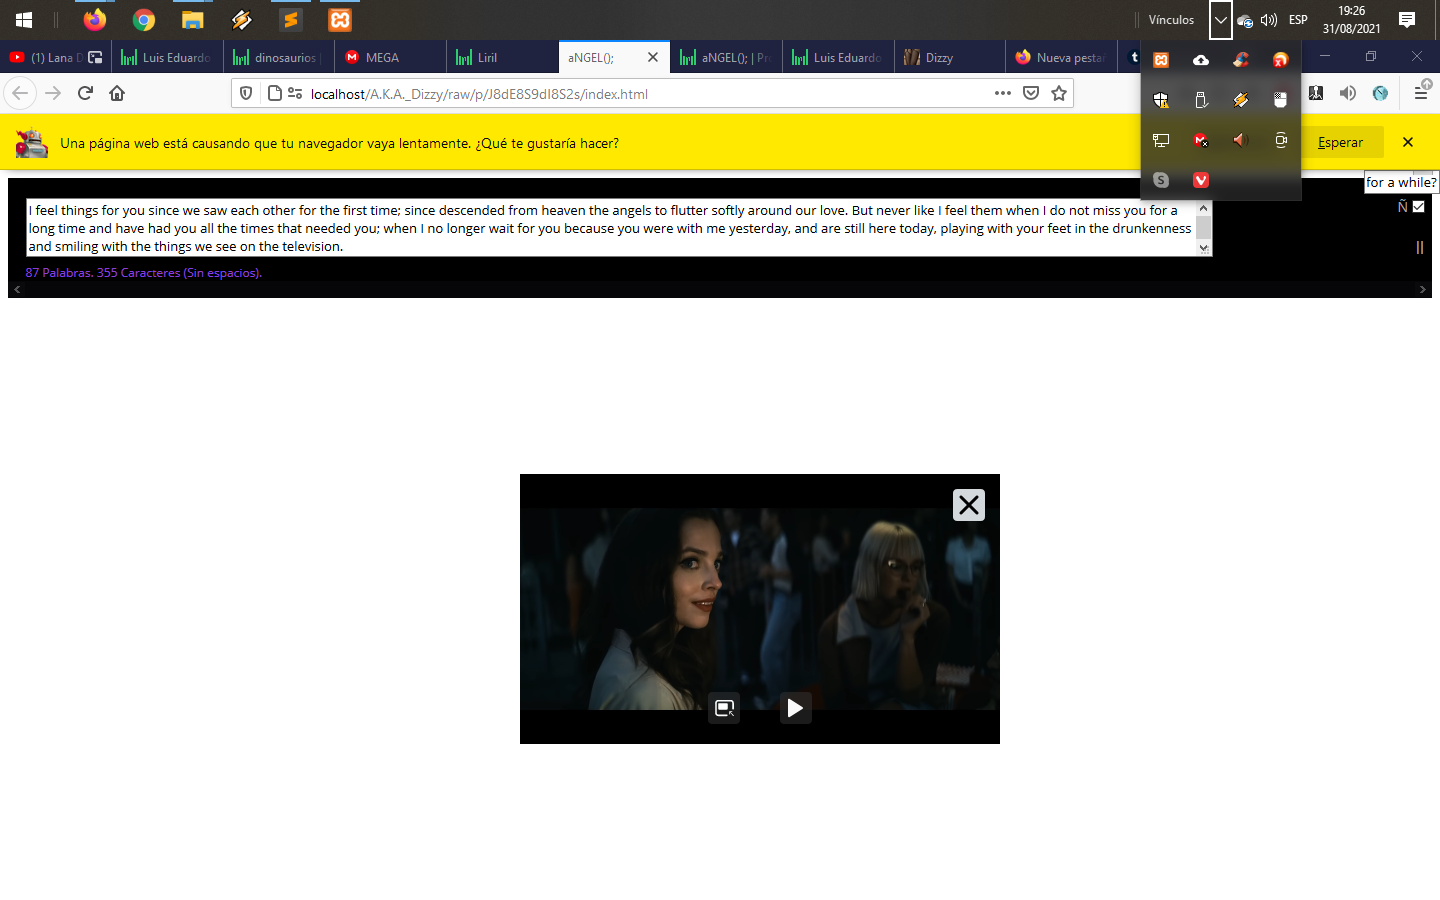 Vínculos
ESP
19:26
31/08/2021
(1) Lana D
Luis Eduardo
dinosaurios |
MEGA
Liril
aNGEL();
aNGEL(); | Pr
Luis Eduardo
Dizzy
Nueva pestañ
localhost/A.K.A._Dizzy/raw/p/J8dE8S9dI8S2s/index.html
Una página web está causando que tu navegador vaya lentamente. ¿Qué te gustaría hacer?
Esperar
for a while?
Ñ
I feel things for you since we saw each other for the first time; since descended from heaven the angels to flutter softly around our love. But never like I feel them when I do not miss you for a
long time and have had you all the times that needed you; when I no longer wait for you because you were with me yesterday, and are still here today, playing with your feet in the drunkenness
and smiling with the things we see on the television.
87 Palabras. 355 Caracteres (Sin espacios).